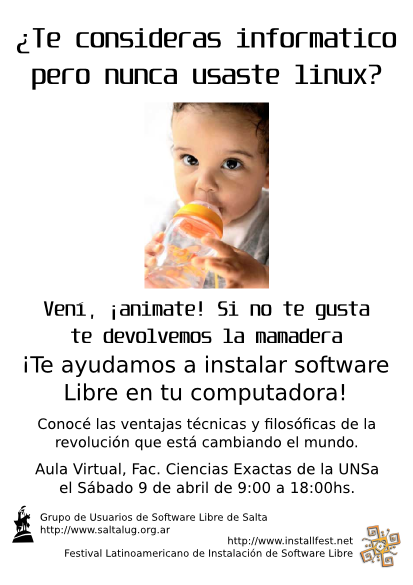 ¿Te consideras informatico
pero nunca usaste linux?
Vení, ¡animate! Si no te gusta
te devolvemos la mamadera
¡Te ayudamos a instalar software
Libre en tu computadora!
Conocé las ventajas técnicas y filosóficas de la
revolución que está cambiando el mundo.
Aula Virtual, Fac. Ciencias Exactas de la UNSa
el Sábado 9 de abril de 9:00 a 18:00hs.
Grupo de Usuarios de Software Libre de Salta
http://www.saltalug.org.ar
http://www.installfest.net
Festival Latinoamericano de Instalación de Software Libre